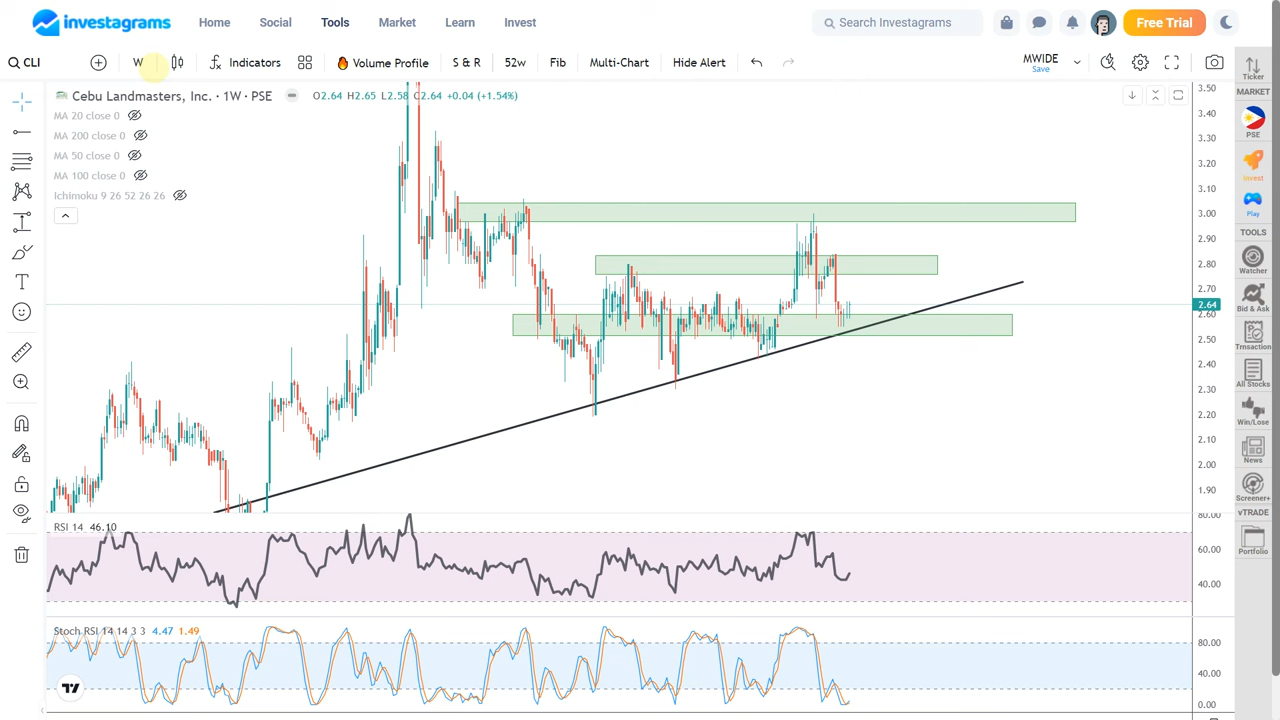 investagrams
Home Social Tools Market Learn Invest
Search Investagrams
Free Trial
CLI
W
Indicators
Volume Profile
S & R
52w
Fib
Multi-Chart
Hide Alert
MWIDE
Save
Cebu Landmasters, Inc. · 1W · PSE
O2.64 H2.65 L2.58 C2.64 +0.04 (+1.54%)
MA 20 close 0
MA 200 close 0
MA 50 close 0
MA 100 close 0
Ichimoku 9 26 52 26 26
3.50
3.40
3.30
3.20
3.10
3.00
2.90
2.80
2.70
2.64
2.60
2.50
2.40
2.30
2.20
2.10
2.00
1.90
RSI 14 46.10
80.00
60.00
40.00
Stoch RSI 14 14 3 3 4.47 1.49
80.00
40.00
0.00
Ticker
MARKET
PSE
Invest
Play
TOOLS
Watcher
Bid & Ask
Trnsaction
All Stocks
Win/Lose
News
Screener+
vTRADE
Portfolio